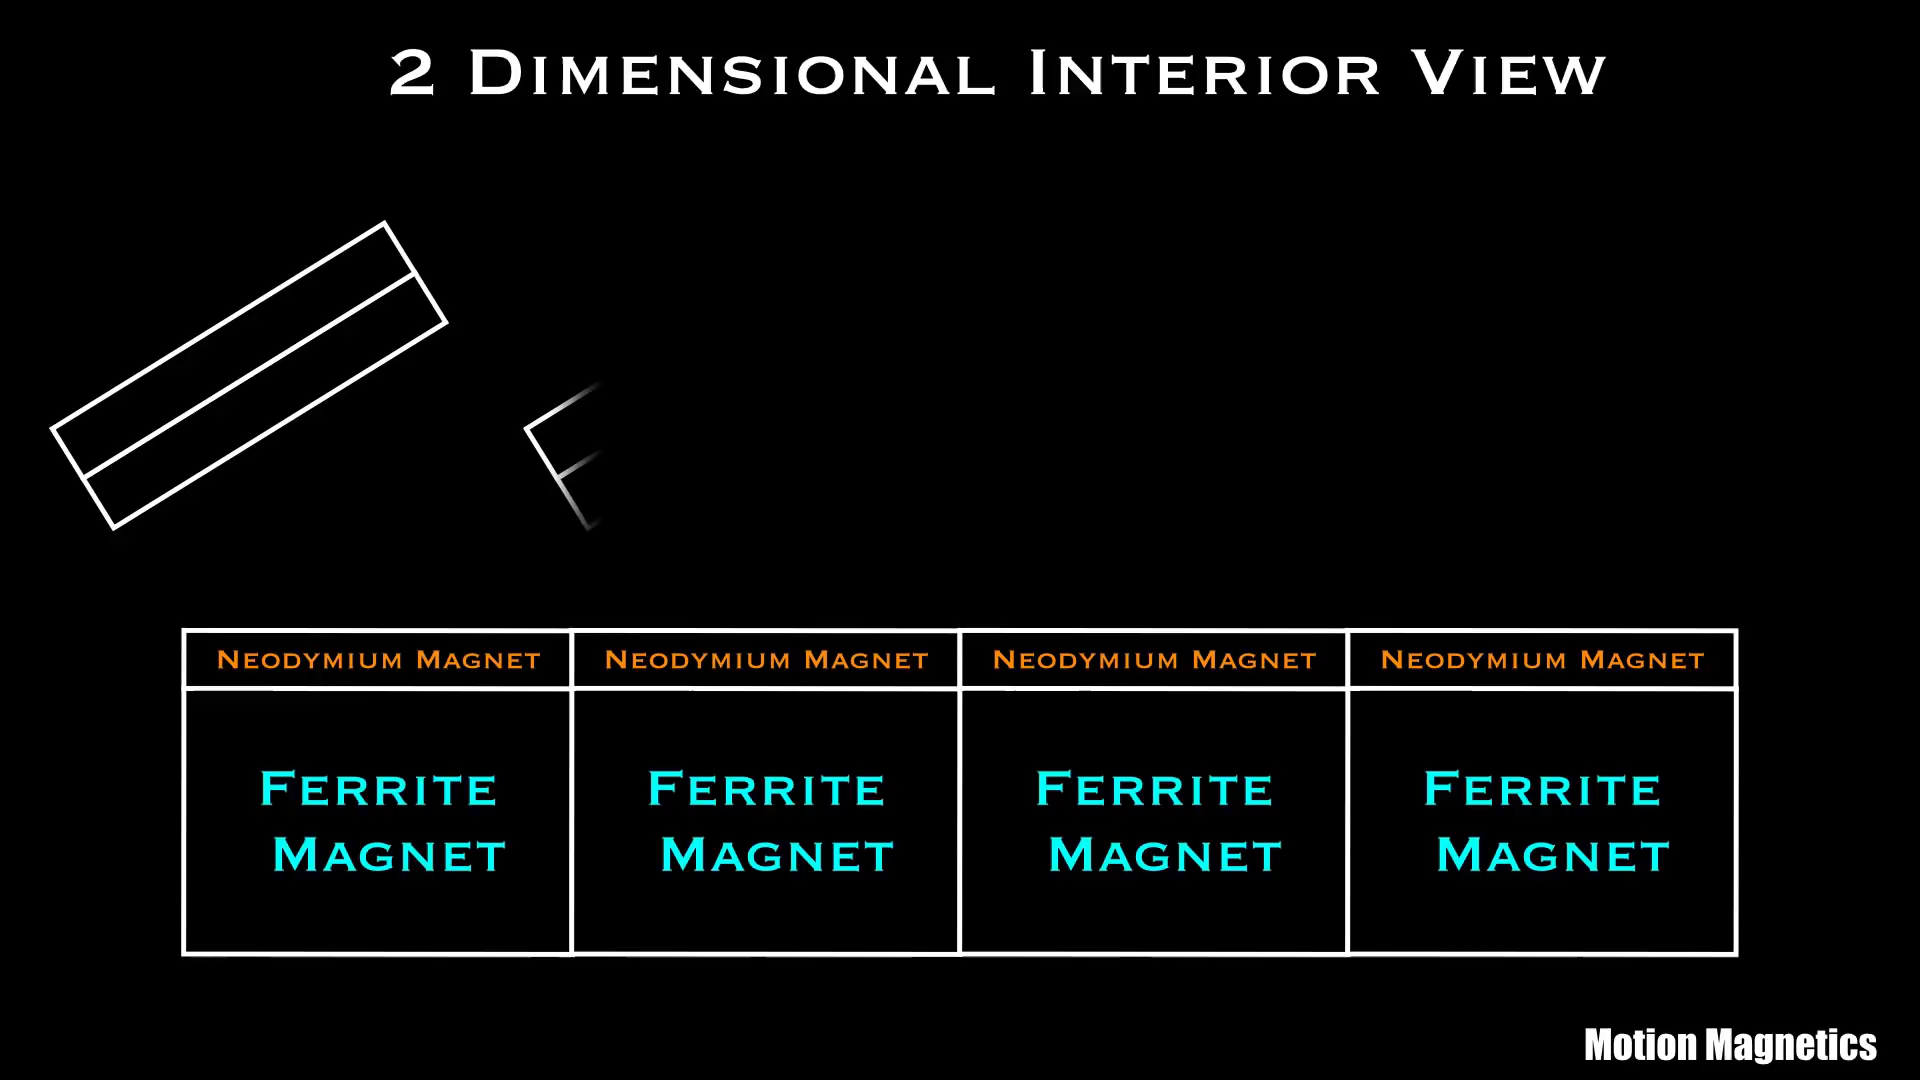 2 Dimensional Interior View
Neodymium Magnet Neodymium Magnet Neodymium Magnet Neodymium Magnet
Ferrite Ferrite Ferrite Ferrite
Magnet Magnet Magnet Magnet
Motion Magnetics